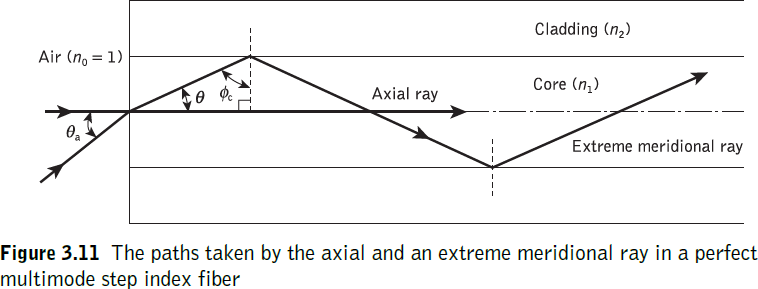 Cladding (n₂)
Air (n₀ = 1)
Core (n₁)
θ ϕc Axial ray
θa
Extreme meridional ray
Figure 3.11 The paths taken by the axial and an extreme meridional ray in a perfect
multimode step index fiber